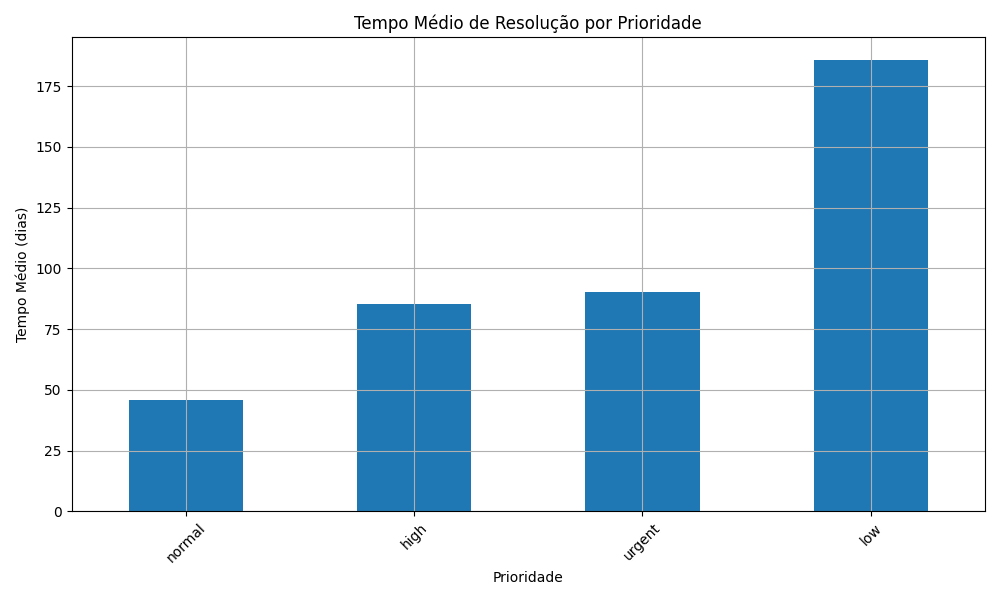 Tempo Médio de Resolução por Prioridade
Tempo Médio (dias)
175
150
125
100
75
50
25
0
normal
high
urgent
low
Prioridade